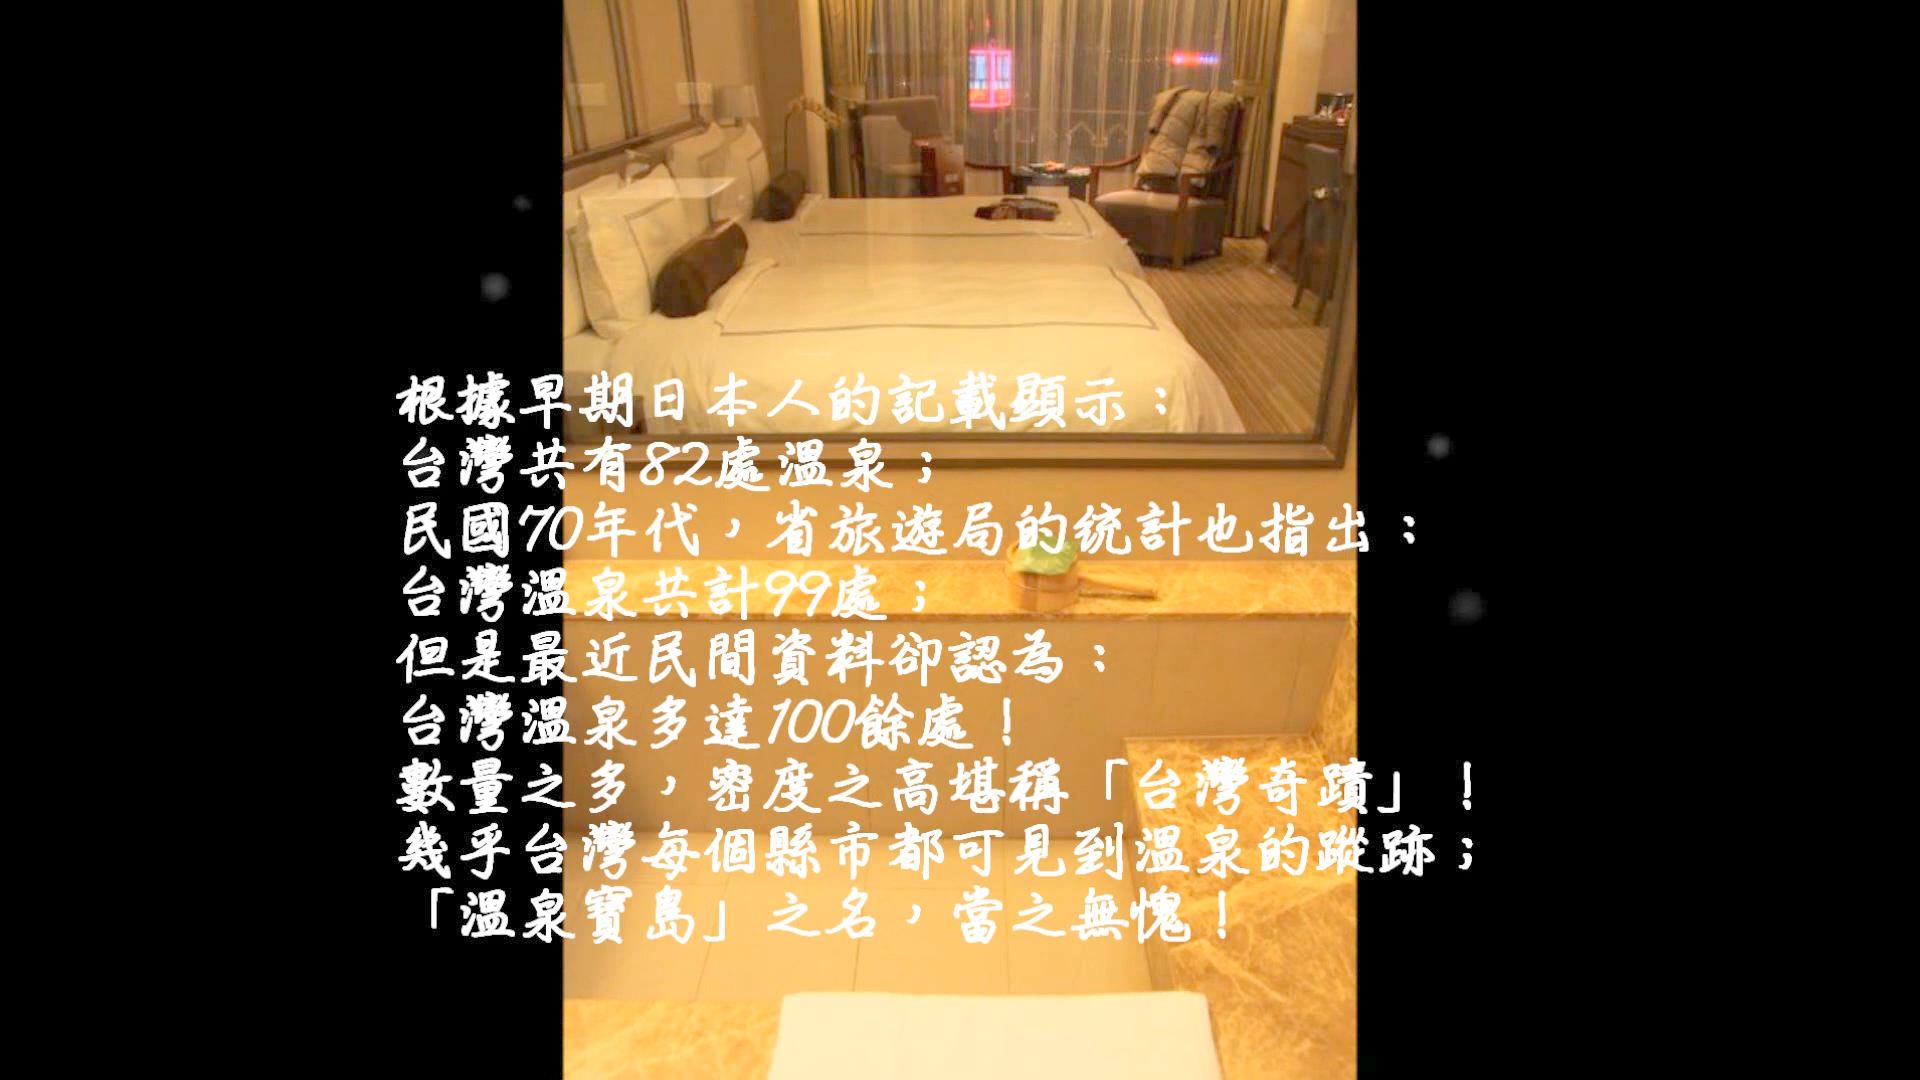 根據早期日本人的記載顯示：
台灣共有82處溫泉；
民國70年代，省旅遊局的统計也指出：
台灣溫泉共計99處；
但是最近民間資料卻認為：
台灣溫泉多達100餘處！
數量之多，密度之高堪稱「台灣奇蹟」！
幾乎台灣每個縣市都可見到溫泉的蹤跡；
「溫泉寶島」之名，當之無愧！